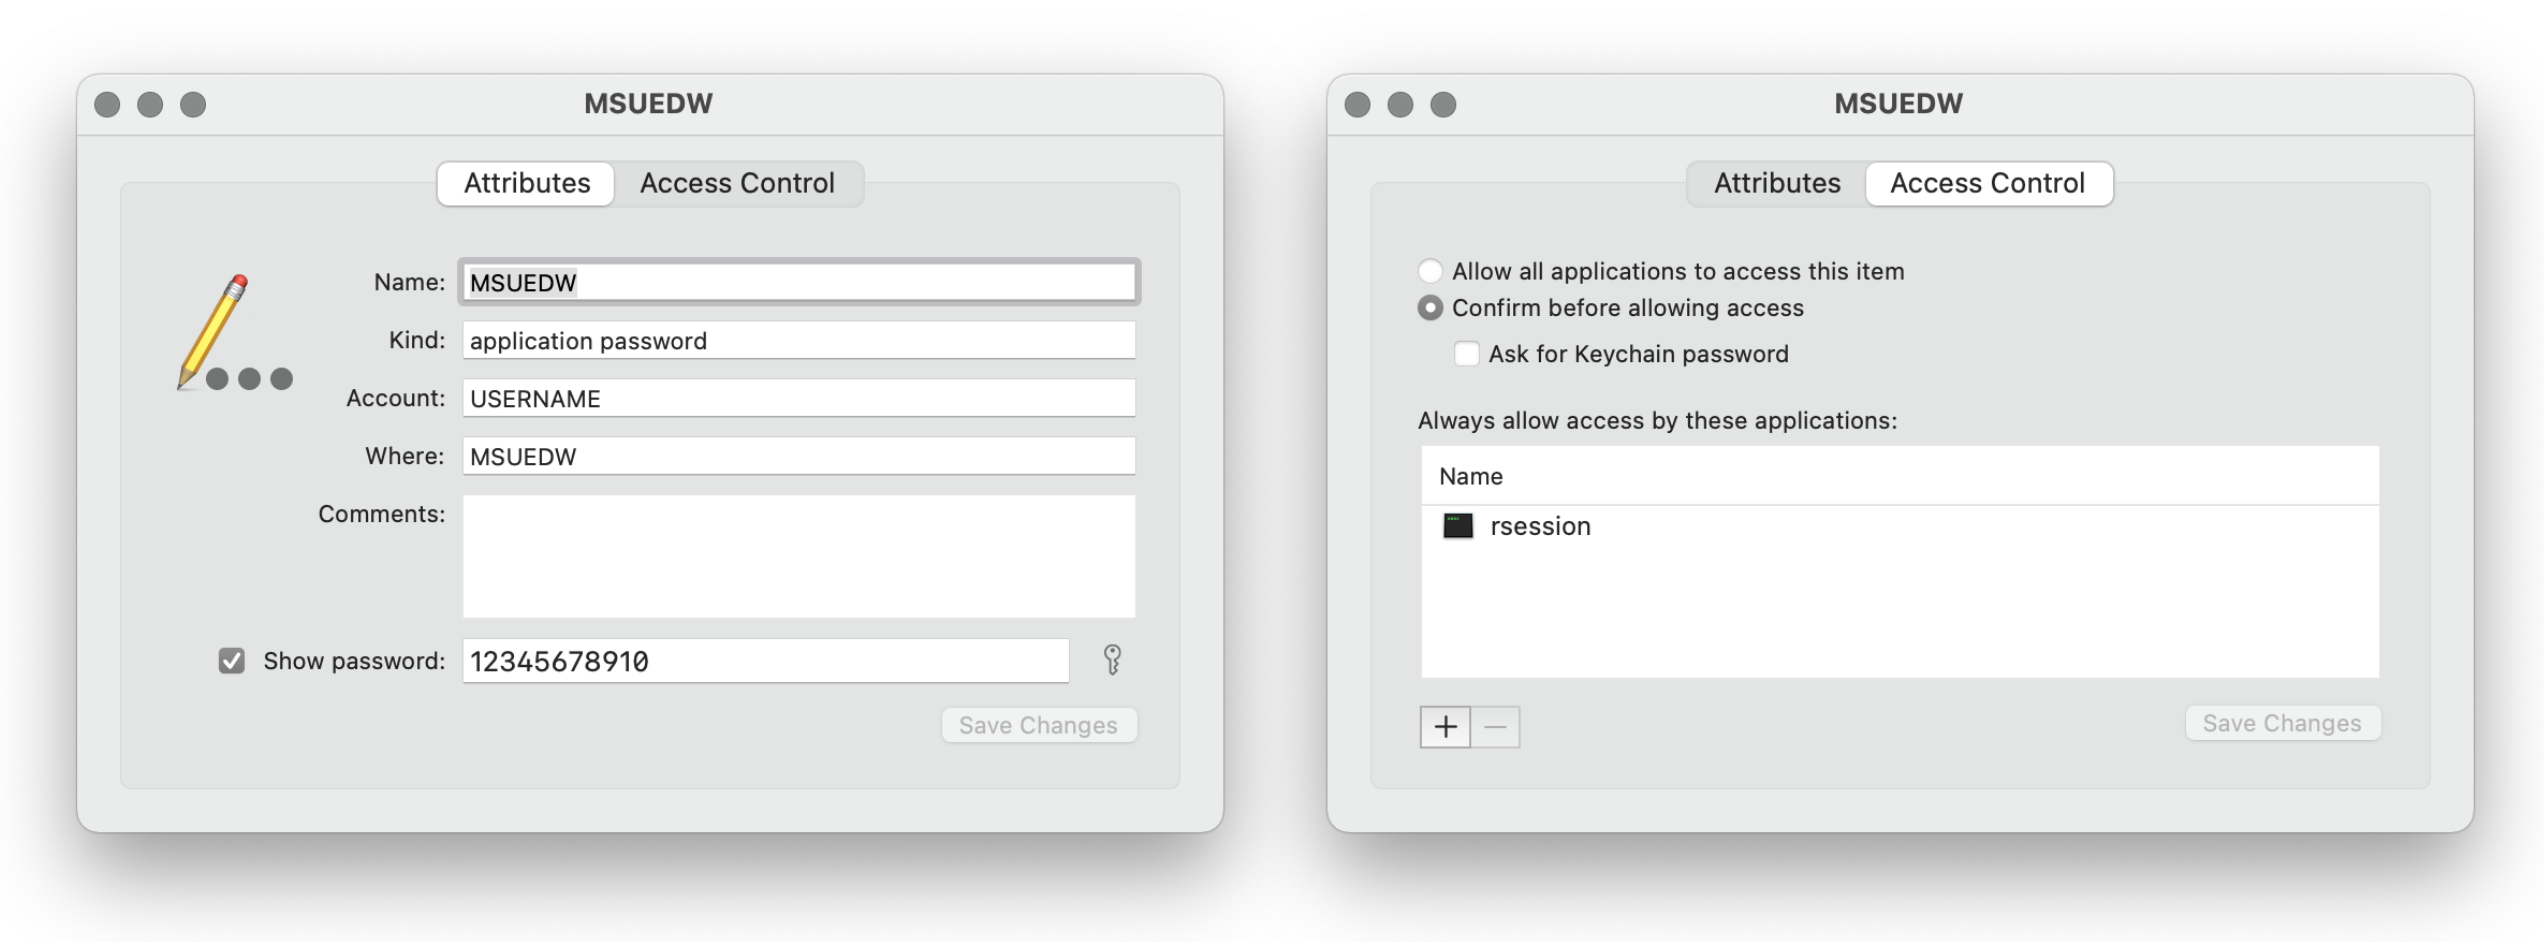 MSUEDW
Attributes Access Control
Name: MSUEDW
Kind: application password
Account: USERNAME
Where: MSUEDW
Comments:
Show password: 12345678910
Save Changes
MSUEDW
Attributes Access Control
Allow all applications to access this item
Confirm before allowing access
Ask for Keychain password
Always allow access by these applications:
Name
rsession
Save Changes